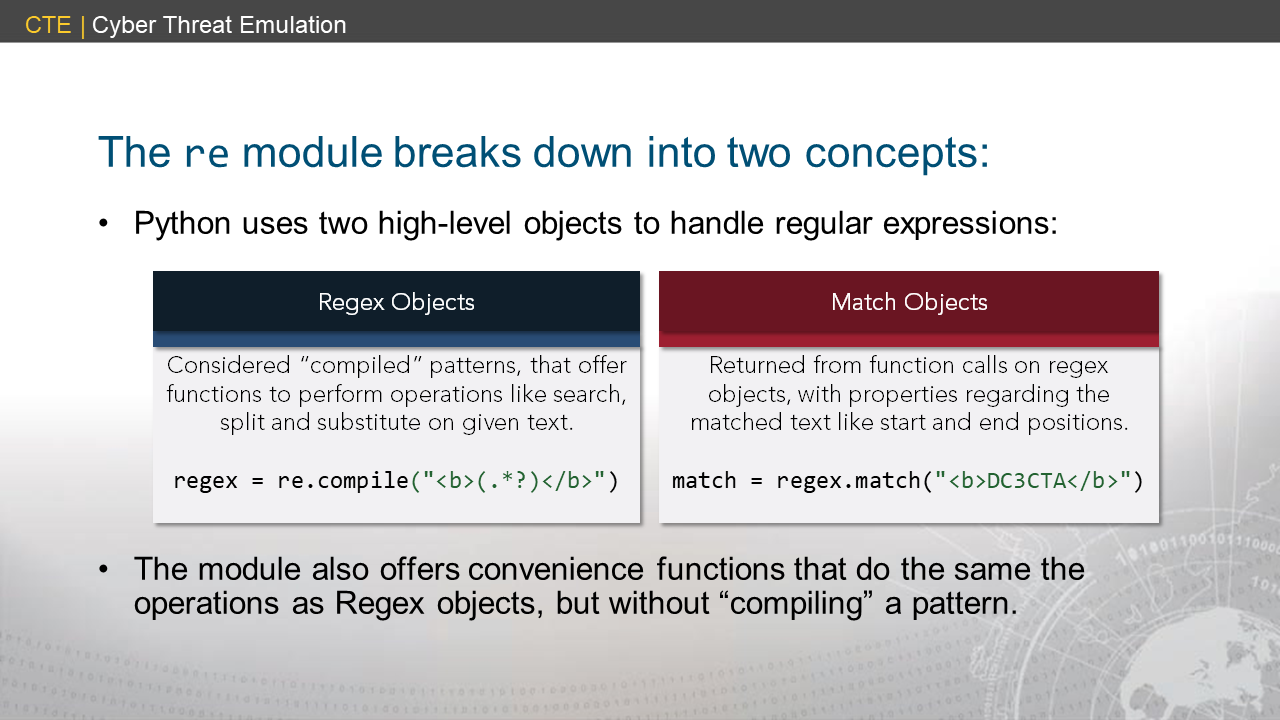 CTE | Cyber Threat Emulation
The re module breaks down into two concepts:
• Python uses two high-level objects to handle regular expressions:
Regex Objects
Considered “compiled” patterns, that offer
functions to perform operations like search,
split and substitute on given text.
regex = re.compile("<b>(.*?)</b>")
Match Objects
Returned from function calls on regex
objects, with properties regarding the
matched text like start and end positions.
match = regex.match("<b>DC3CTA</b>")
• The module also offers convenience functions that do the same the
operations as Regex objects, but without “compiling” a pattern.